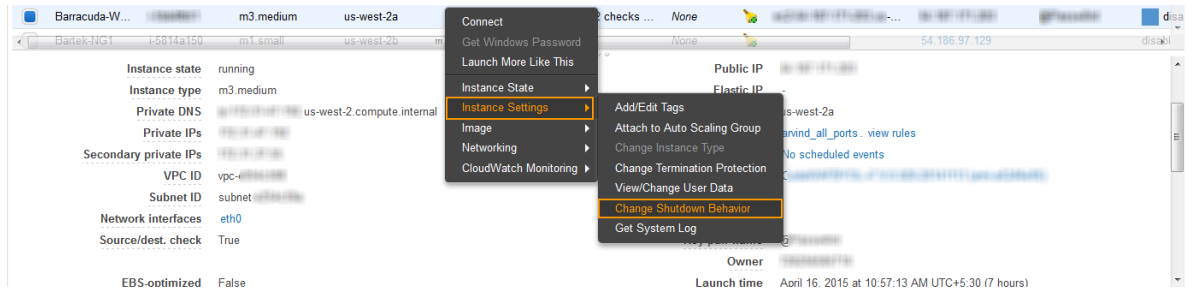 Barracuda-W... m3.medium us-west-2a 2 checks ... None disa
Bartek-NG1 i-5814a150 m1.small us-west-2b None 54.186.97.129 disabl
Connect
Get Windows Password
Launch More Like This
Instance State
Instance Settings
Image
Networking
CloudWatch Monitoring
Add/Edit Tags
Attach to Auto Scaling Group
Change Instance Type
Change Termination Protection
View/Change User Data
Change Shutdown Behavior
Get System Log
Instance state running
Instance type m3.medium
Private DNS us-west-2.compute.internal
Private IPs
Secondary private IPs
VPC ID vpc-
Subnet ID subnet
Network interfaces eth0
Source/dest. check True
EBS-optimized False
Public IP
Elastic IP -
us-west-2a
arvind_all_ports . view rules
No scheduled events
Owner
Launch time April 16, 2015 at 10:57:13 AM UTC+5:30 (7 hours)